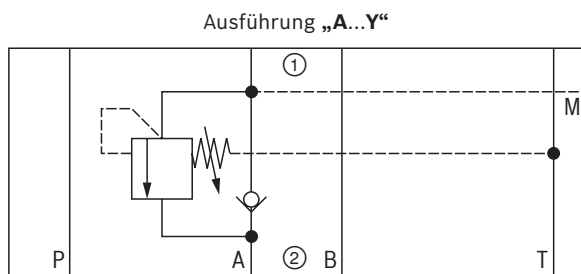 Ausführung „A...Y“
①
M
P A ② B T